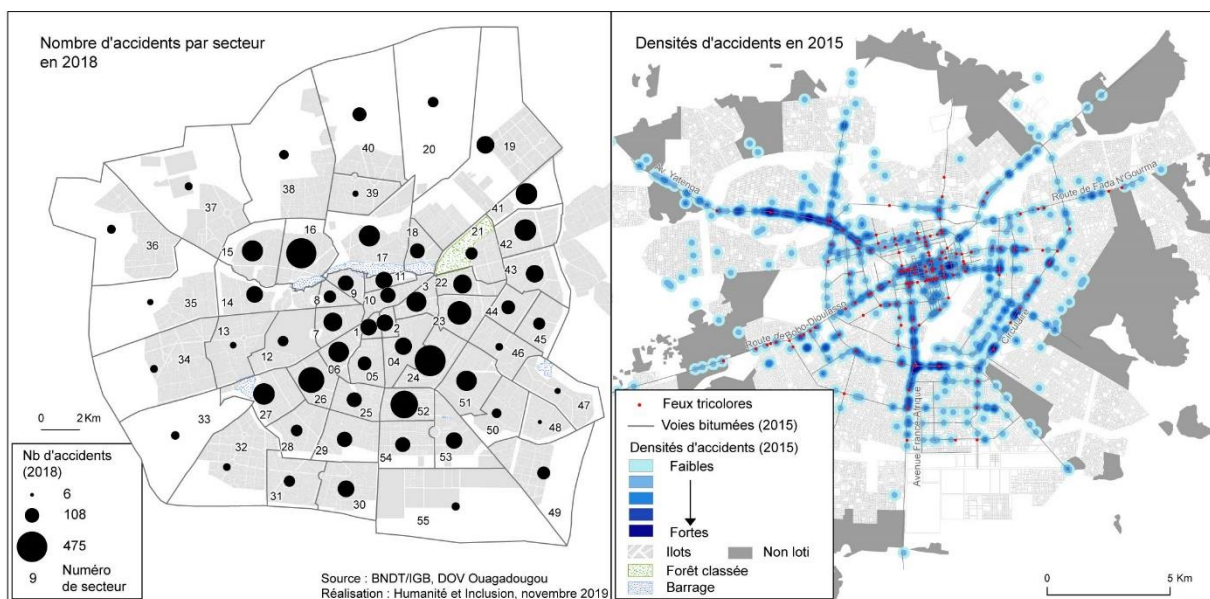 Nombre d'accidents par secteur
en 2018
40
20
19
38
39
37
41
16
18
21
42
36
15
17
43
11
22
3
35
14
8
9
10
23
44
45
13
7
1
2
46
34
12
06
05
04
24
47
26
51
27
25
52
50
48
33
28
29
54
53
32
31
30
49
55
0 2 Km
Nb d'accidents
(2018)
6
108
475
9 Numéro
de secteur
Source : BNDT/IGB, DOV Ouagadougou
Réalisation : Humanité et Inclusion, novembre 2019
Densités d'accidents en 2015
Av. Yatenga
Route de Fada N'Gourma
Route de Bobo-Dioulasso
Circulaire
Avenue France-Afrique
Feux tricolores
Voies bitumées (2015)
Densités d'accidents (2015)
Faibles
Fortes
Ilots Non loti
Forêt classée
Barrage
0 5 Km